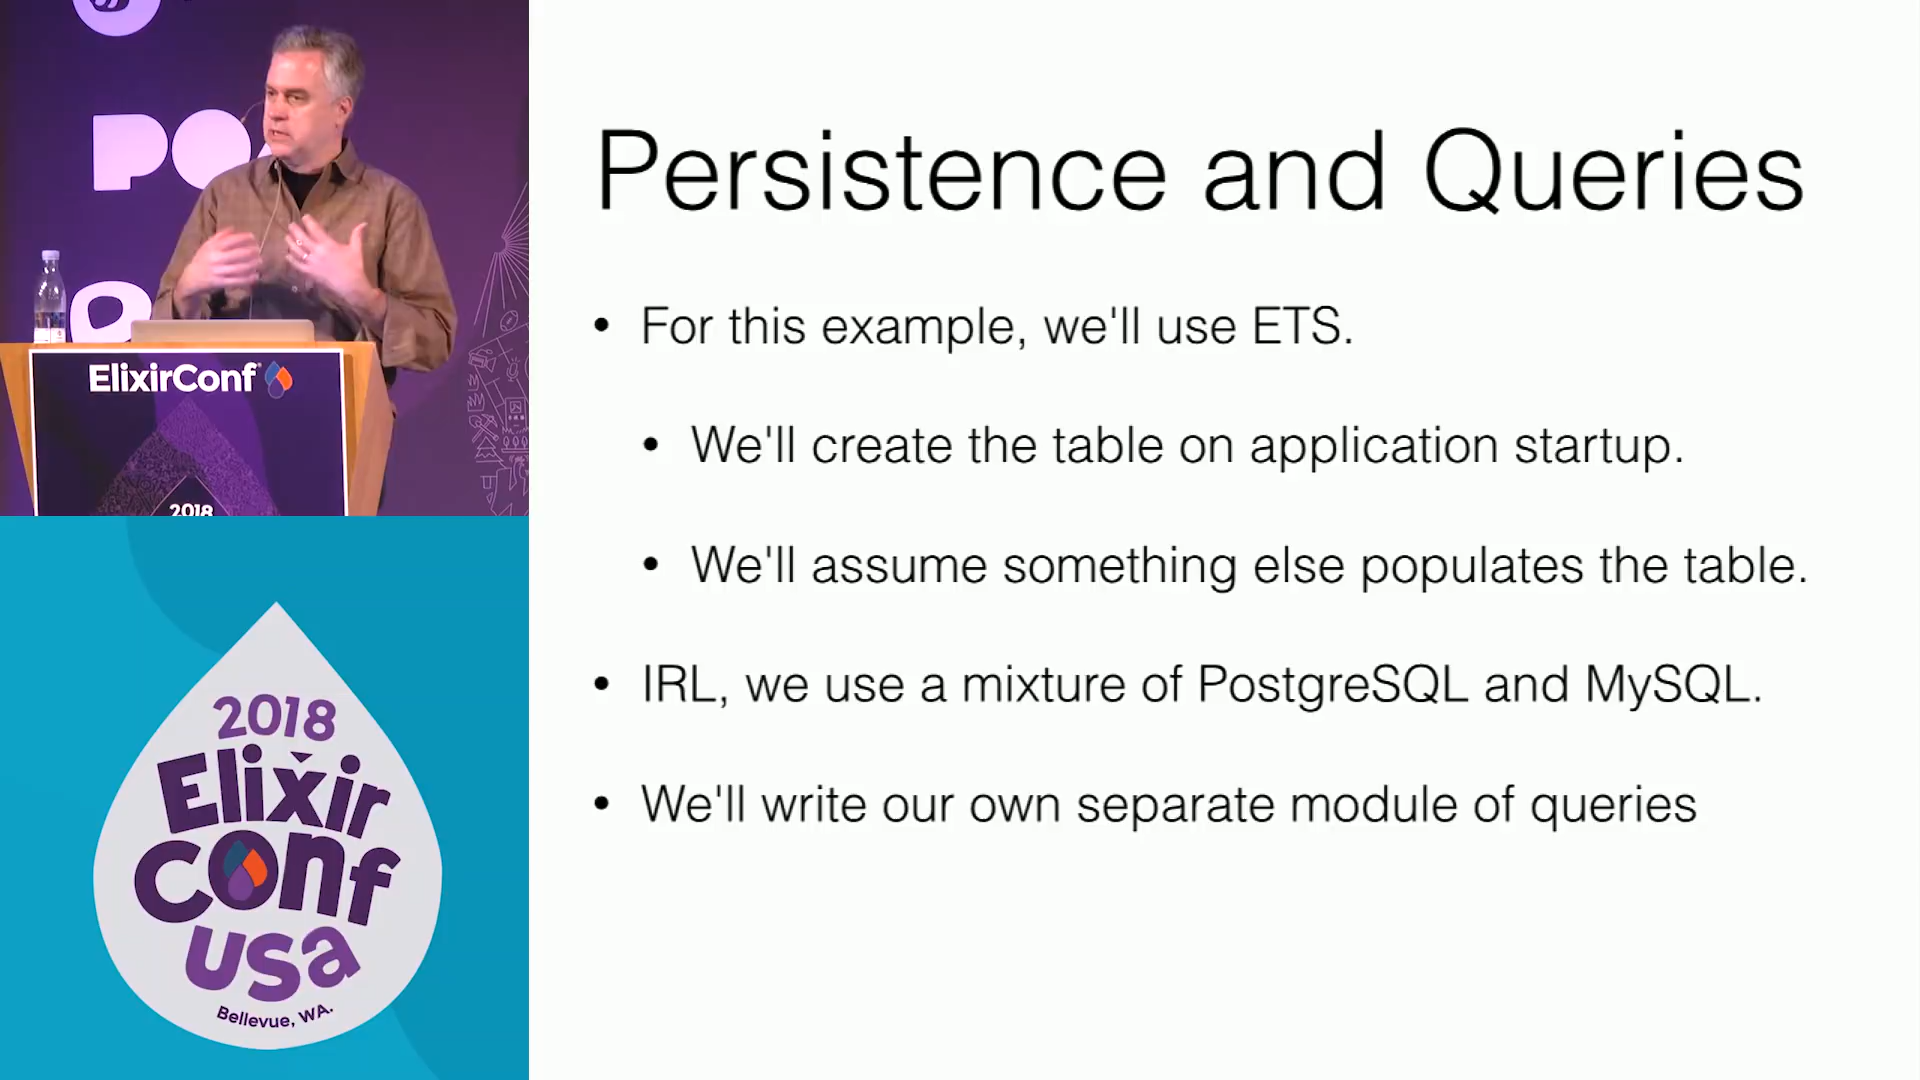 ElixirConf
2018
2018
Elixir
Conf
USA
Bellevue, WA.
Persistence and Queries
• For this example, we'll use ETS.
• We'll create the table on application startup.
• We'll assume something else populates the table.
• IRL, we use a mixture of PostgreSQL and MySQL.
• We'll write our own separate module of queries